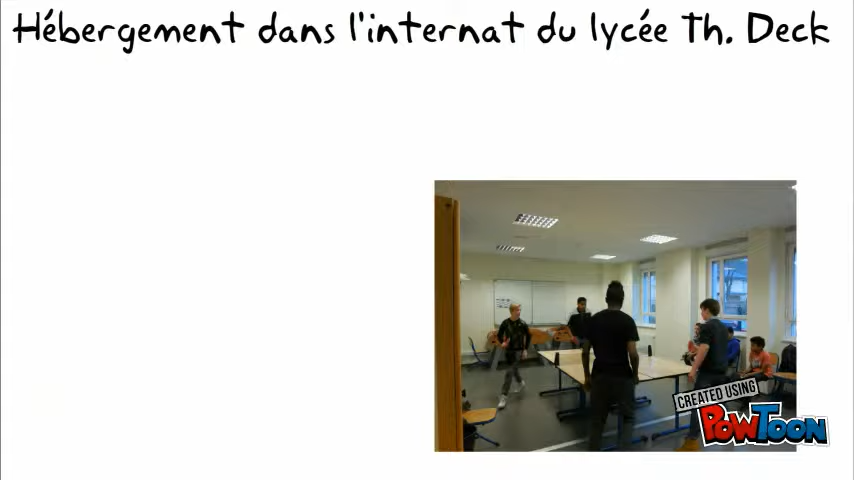 Hébergement dans l'internat du lycée Th. Deck
CREATED USING
POWTOON